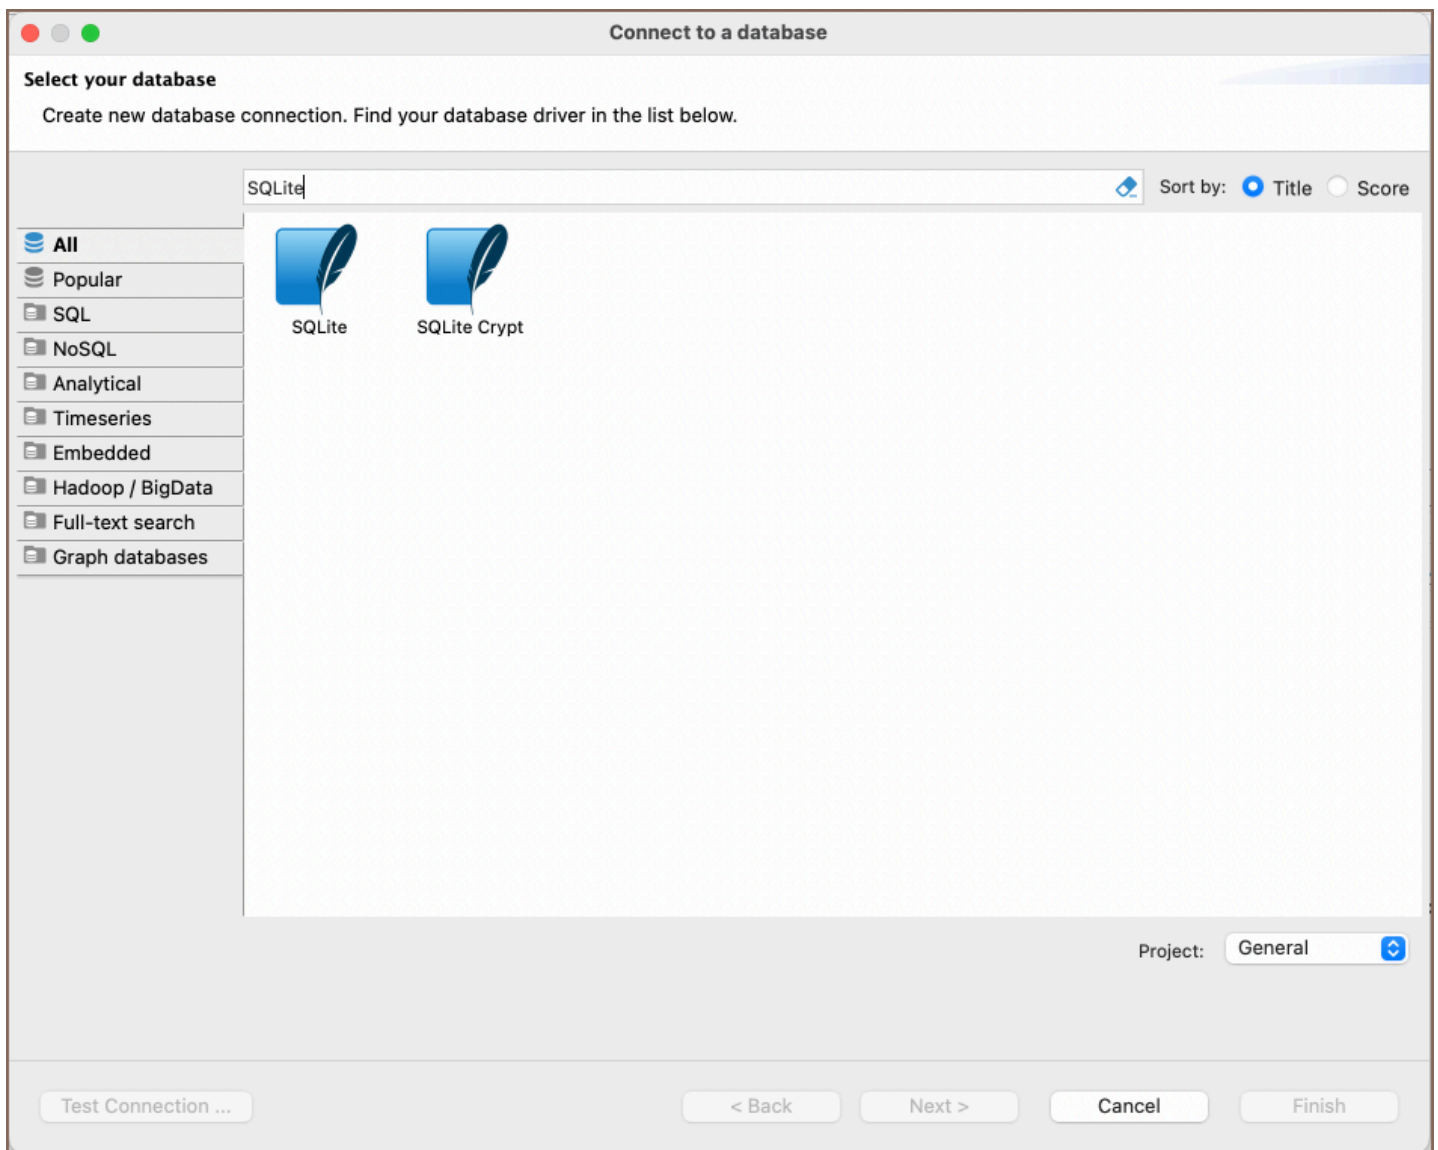 Connect to a database
Select your database
Create new database connection. Find your database driver in the list below.
SQLite
Sort by: Title Score
All
Popular
SQL
NoSQL
Analytical
Timeseries
Embedded
Hadoop / BigData
Full-text search
Graph databases
SQLite SQLite Crypt
Project: General
Test Connection ... < Back Next > Cancel Finish